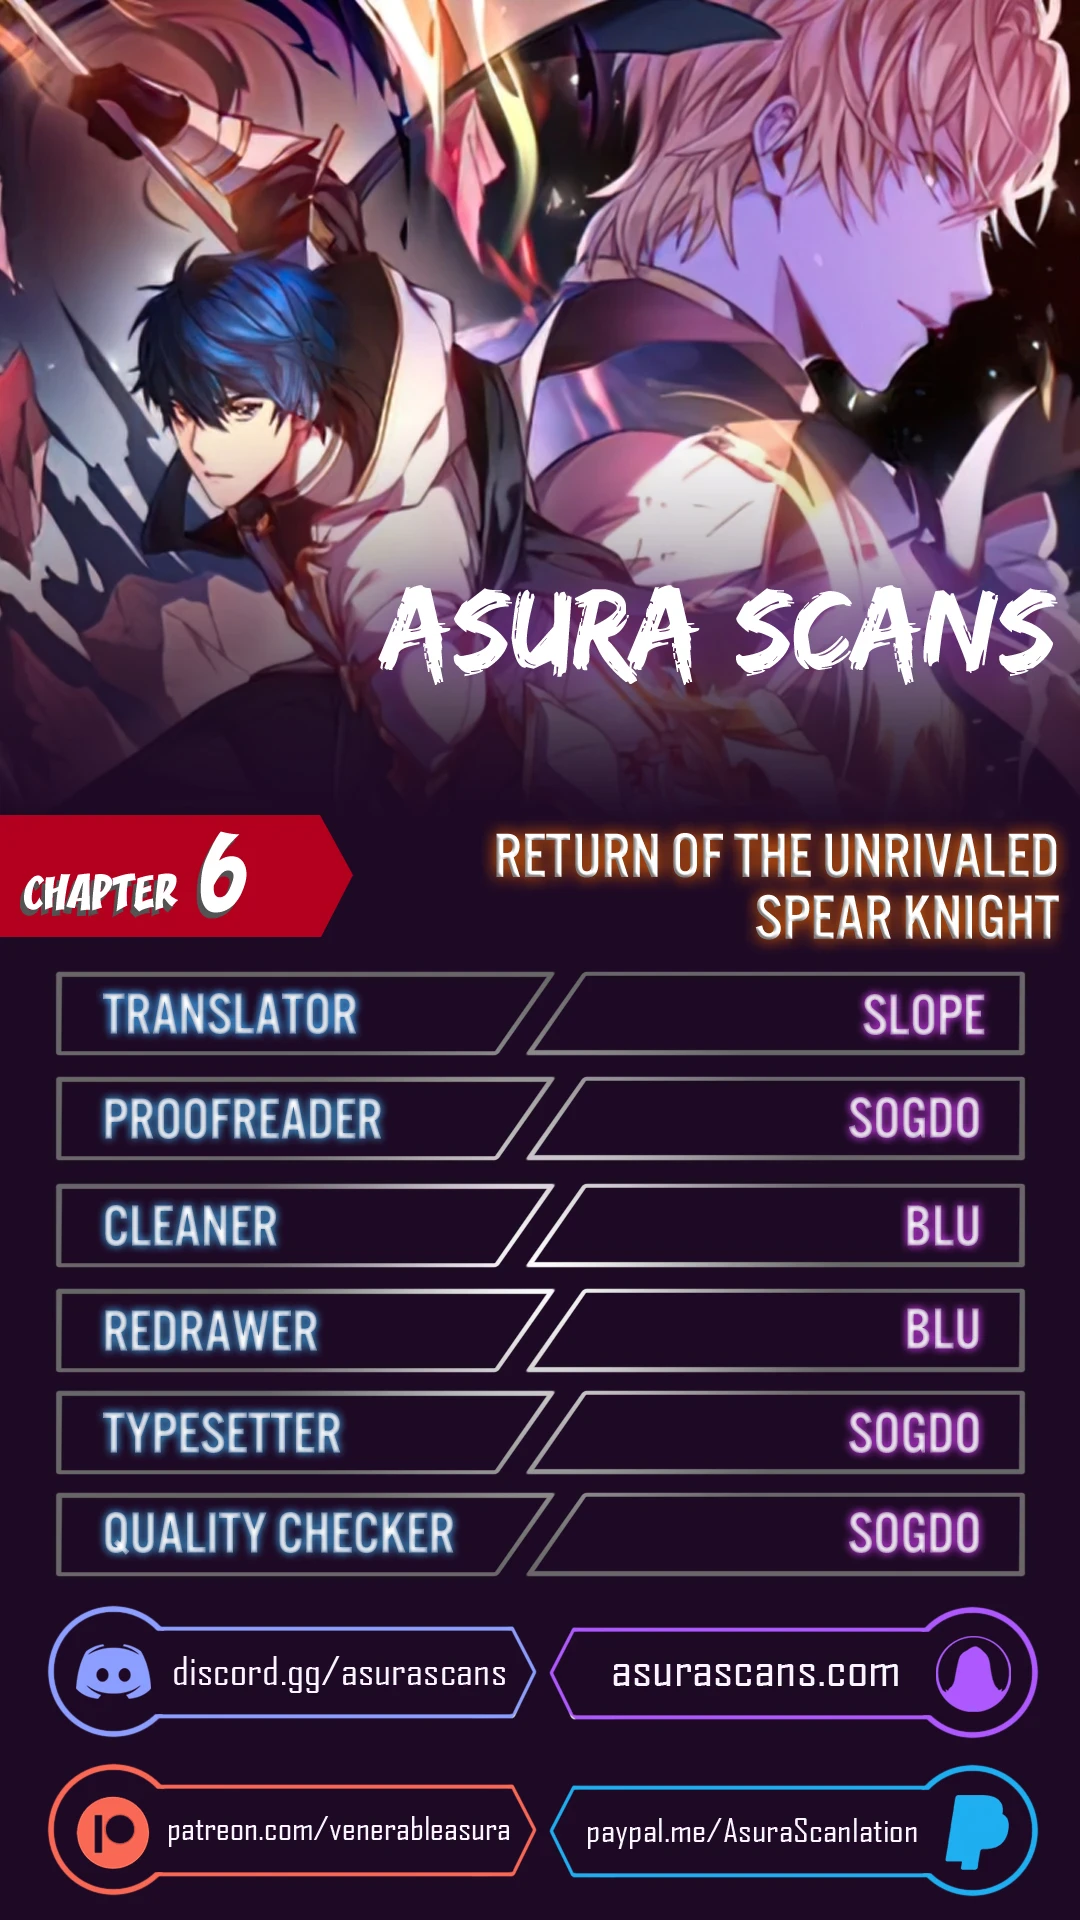 ASURA SCANS
CHAPTER 6
RETURN OF THE UNRIVALED
SPEAR KNIGHT
TRANSLATOR SLOPE
PROOFREADER SOGDO
CLEANER BLU
REDRAWER BLU
TYPESETTER SOGDO
QUALITY CHECKER SOGDO
discord.gg/asurascans
asurascans.com
patreon.com/venerableasura
paypal.me/AsuraScanlation